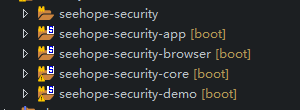 seehope-security
seehope-security-app [boot]
seehope-security-browser [boot]
seehope-security-core [boot]
seehope-security-demo [boot]